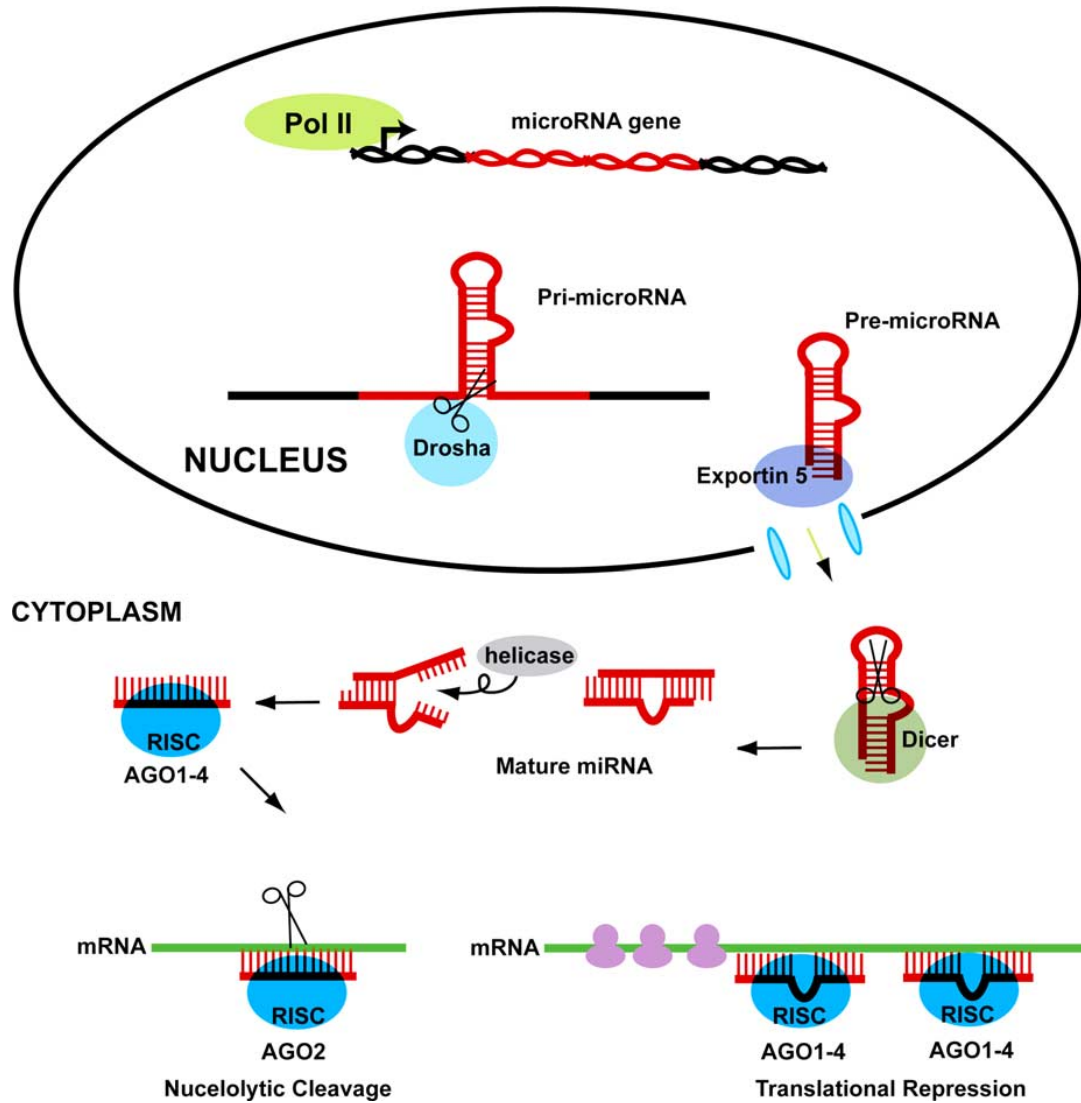 Pol II
microRNA gene
Pri-microRNA
Pre-microRNA
Drosha
NUCLEUS
Exportin 5
CYTOPLASM
helicase
RISC
AGO1-4
Mature miRNA
Dicer
mRNA
RISC
AGO2
Nucelolytic Cleavage
mRNA
RISC
AGO1-4
RISC
AGO1-4
Translational Repression